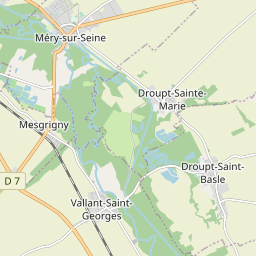 Méry-sur-Seine
Droupt-Sainte-
Marie
Mesgrigny
Droupt-Saint-
Basle
D 7
Vallant-Saint-
Georges